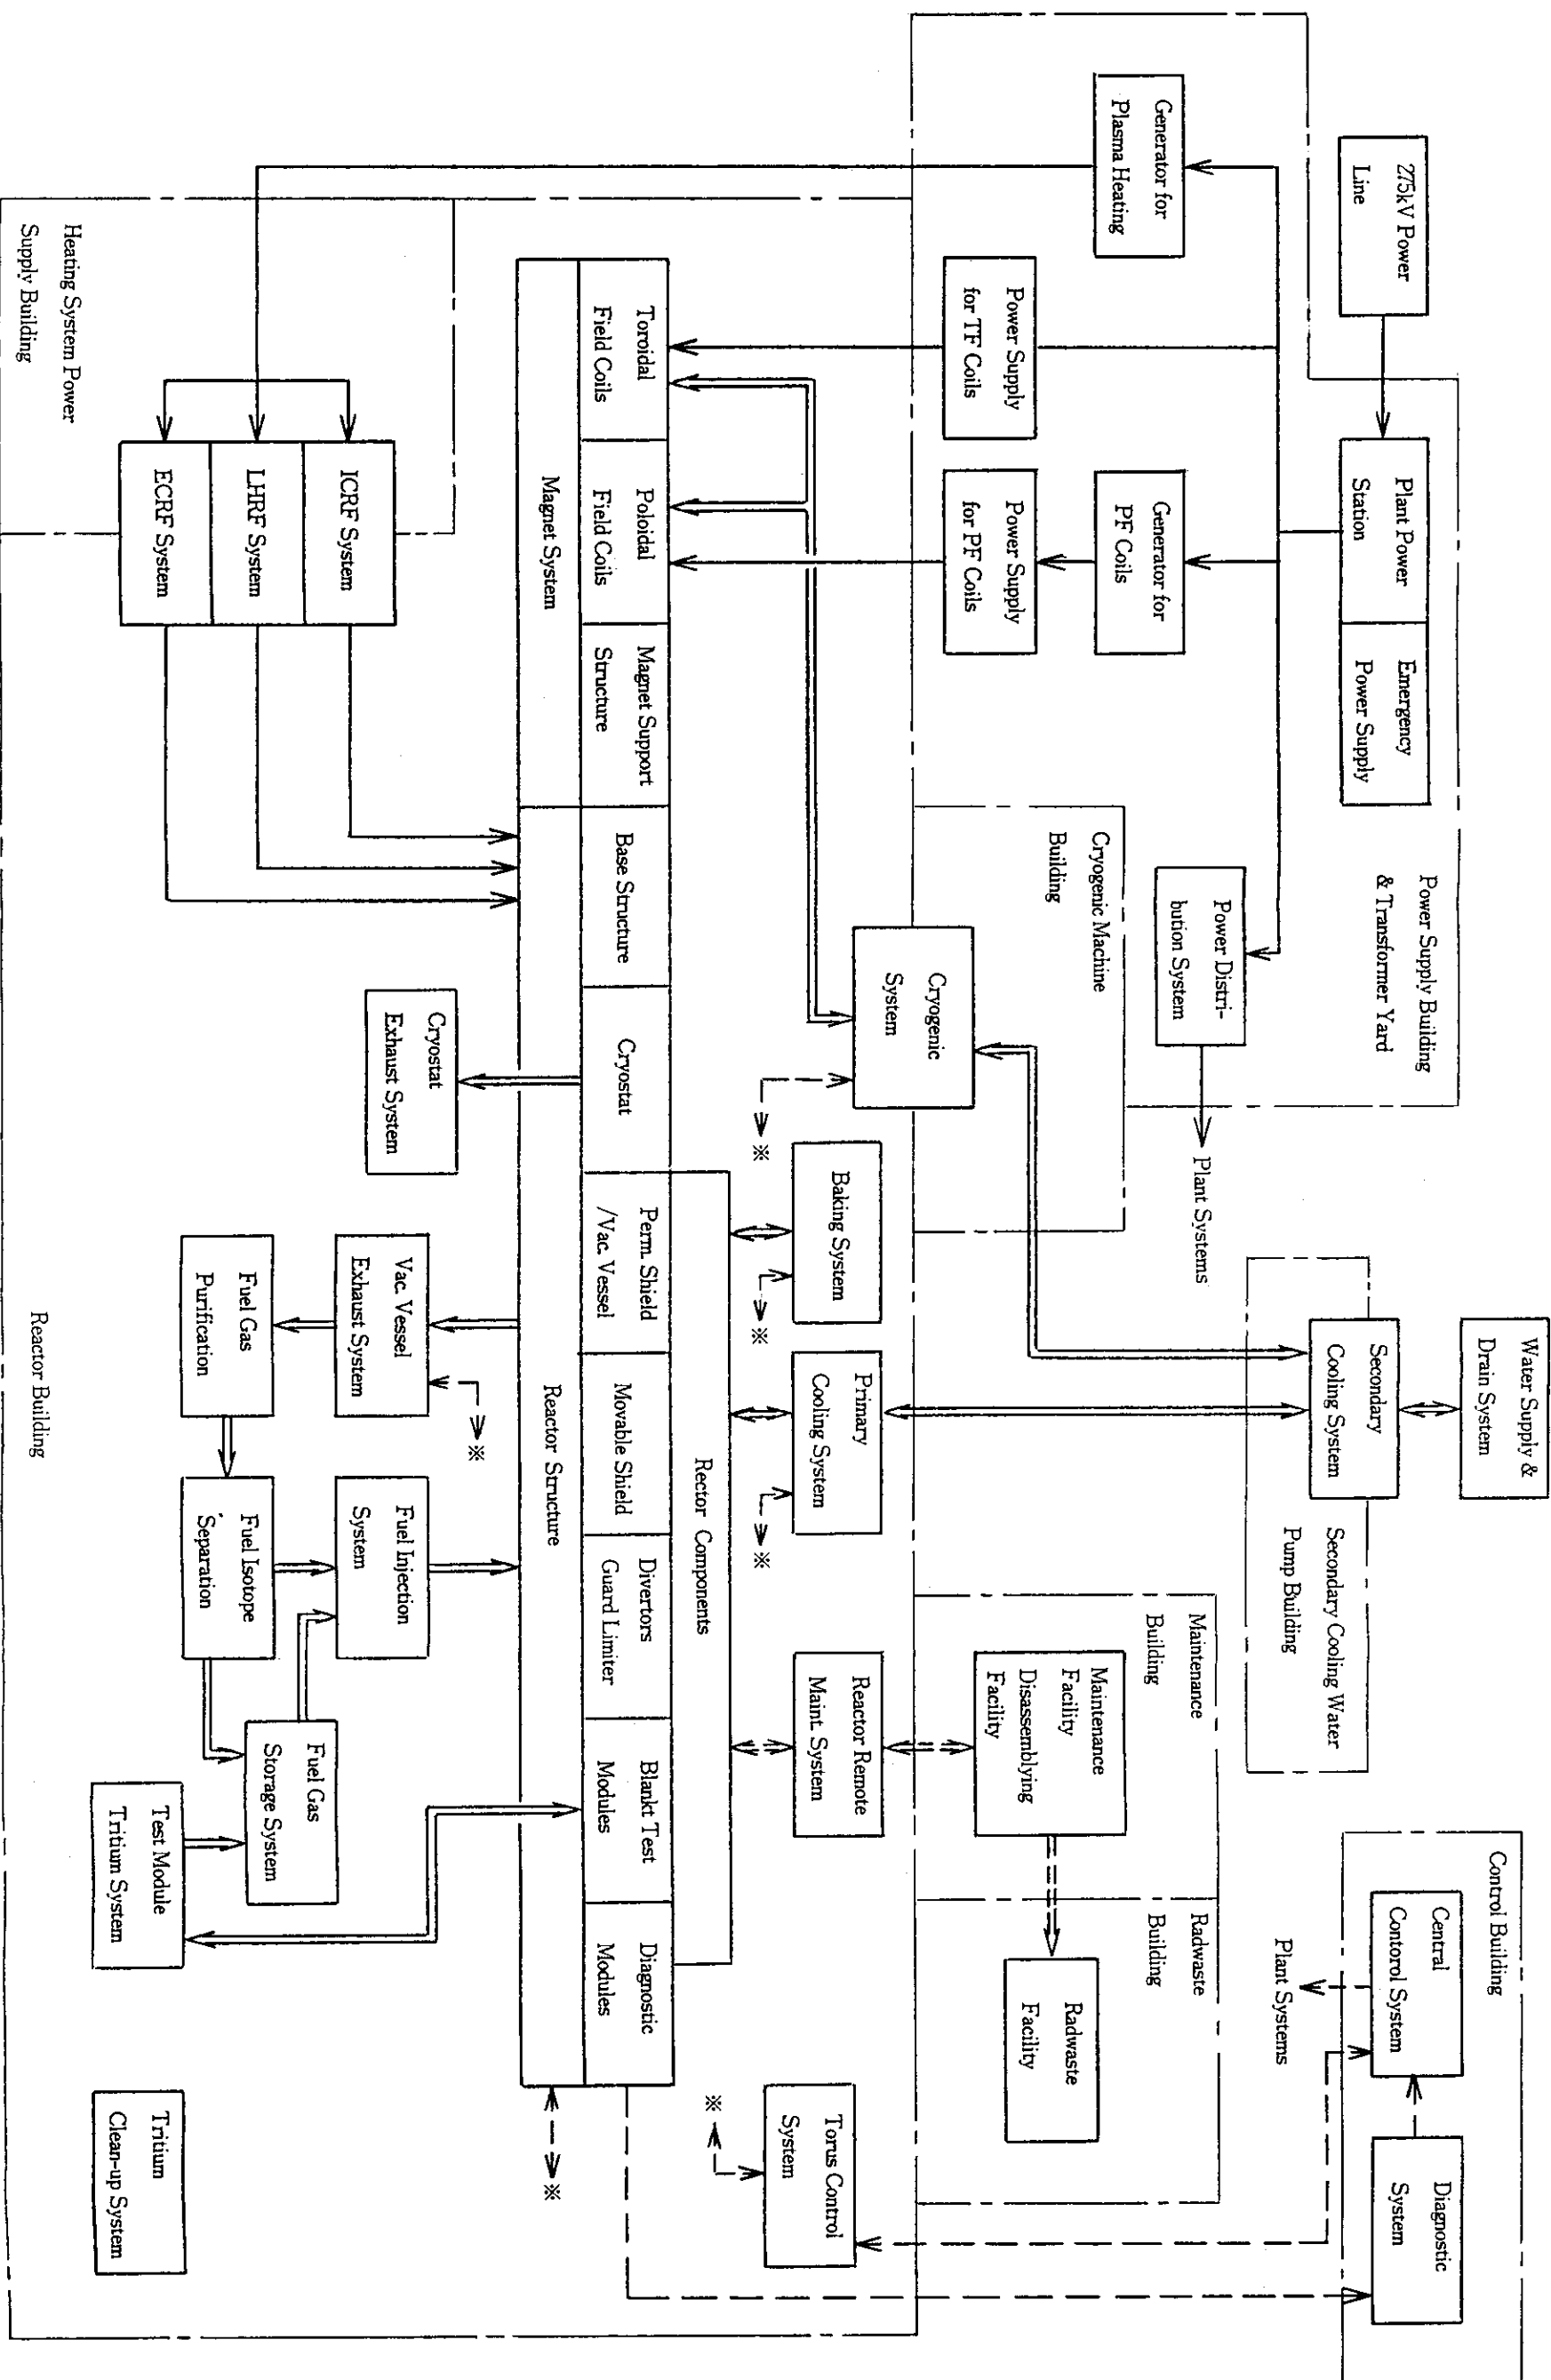 275kV Power
Line
Plant Power
Station
Emergency
Power Supply
Power Supply Building
& Transformer Yard
Water Supply &
Drain System
Secondary
Cooling System
Secondary Cooling Water
Pump Building
Control Building
Central
Contorol System
Diagnostic
System
Plant Systems
Generator for
Plasma Heating
Generator for
PF Coils
Power Distri-
bution System
Plant Systems
Power Supply
for TF Coils
Power Supply
for PF Coils
Cryogenic Machine
Building
Cryogenic
System
Maintenance
Building
Maintenance
Facility
Disassemblying
Facility
Radwaste
Building
Radwaste
Facility
※
Baking System
※
Primary
Cooling System
※
Reactor Remote
Maint System
Torus Control
System
※
Rector Components
Toroidal
Field Coils
Poloidal
Field Coils
Magnet Support
Structure
Base Structure
Cryostat
Perm. Shield
/Vac. Vessel
Movable Shield
Divertors
Guard Limiter
Blankt Test
Modules
Diagnostic
Modules
Magnet System
Reactor Structure
※
ICRF System
LHRF System
ECRF System
Cryostat
Exhaust System
Vac. Vessel
Exhaust System
※
Fuel Injection
System
Fuel Gas
Purification
Fuel Isotope
Separation
Fuel Gas
Storage System
Test Module
Tritium System
Tritium
Clean-up System
Heating System Power
Supply Building
Reactor Building